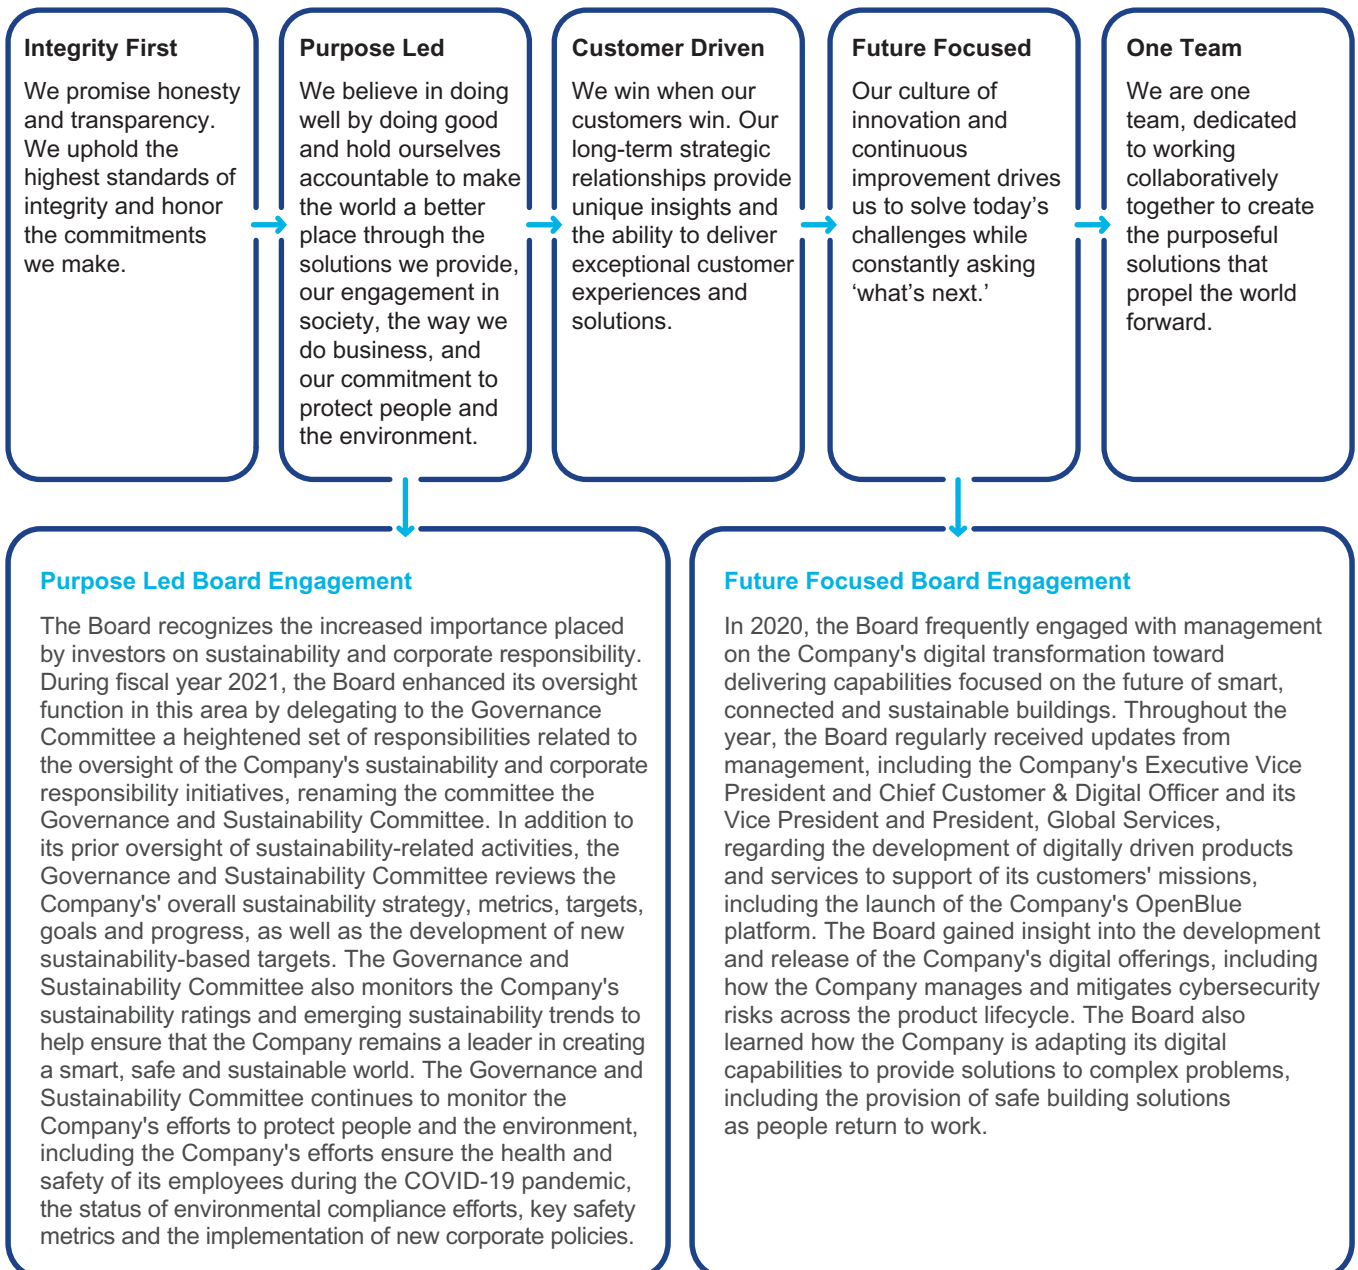 Integrity First
We promise honesty
and transparency.
We uphold the
highest standards of
integrity and honor
the commitments
we make.
Purpose Led
We believe in doing
well by doing good
and hold ourselves
accountable to make
the world a better
place through the
solutions we provide,
our engagement in
society, the way we
do business, and
our commitment to
protect people and
the environment.
Customer Driven
We win when our
customers win. Our
long-term strategic
relationships provide
unique insights and
the ability to deliver
exceptional customer
experiences and
solutions.
Future Focused
Our culture of
innovation and
continuous
improvement drives
us to solve today’s
challenges while
constantly asking
‘what’s next.’
One Team
We are one
team, dedicated
to working
collaboratively
together to create
the purposeful
solutions that
propel the world
forward.
Purpose Led Board Engagement
The Board recognizes the increased importance placed
by investors on sustainability and corporate responsibility.
During fiscal year 2021, the Board enhanced its oversight
function in this area by delegating to the Governance
Committee a heightened set of responsibilities related to
the oversight of the Company's sustainability and corporate
responsibility initiatives, renaming the committee the
Governance and Sustainability Committee. In addition to
its prior oversight of sustainability-related activities, the
Governance and Sustainability Committee reviews the
Company's' overall sustainability strategy, metrics, targets,
goals and progress, as well as the development of new
sustainability-based targets. The Governance and
Sustainability Committee also monitors the Company's
sustainability ratings and emerging sustainability trends to
help ensure that the Company remains a leader in creating
a smart, safe and sustainable world. The Governance and
Sustainability Committee continues to monitor the
Company's efforts to protect people and the environment,
including the Company's efforts ensure the health and
safety of its employees during the COVID-19 pandemic,
the status of environmental compliance efforts, key safety
metrics and the implementation of new corporate policies.
Future Focused Board Engagement
In 2020, the Board frequently engaged with management
on the Company's digital transformation toward
delivering capabilities focused on the future of smart,
connected and sustainable buildings. Throughout the
year, the Board regularly received updates from
management, including the Company's Executive Vice
President and Chief Customer & Digital Officer and its
Vice President and President, Global Services,
regarding the development of digitally driven products
and services to support of its customers' missions,
including the launch of the Company's OpenBlue
platform. The Board gained insight into the development
and release of the Company's digital offerings, including
how the Company manages and mitigates cybersecurity
risks across the product lifecycle. The Board also
learned how the Company is adapting its digital
capabilities to provide solutions to complex problems,
including the provision of safe building solutions
as people return to work.